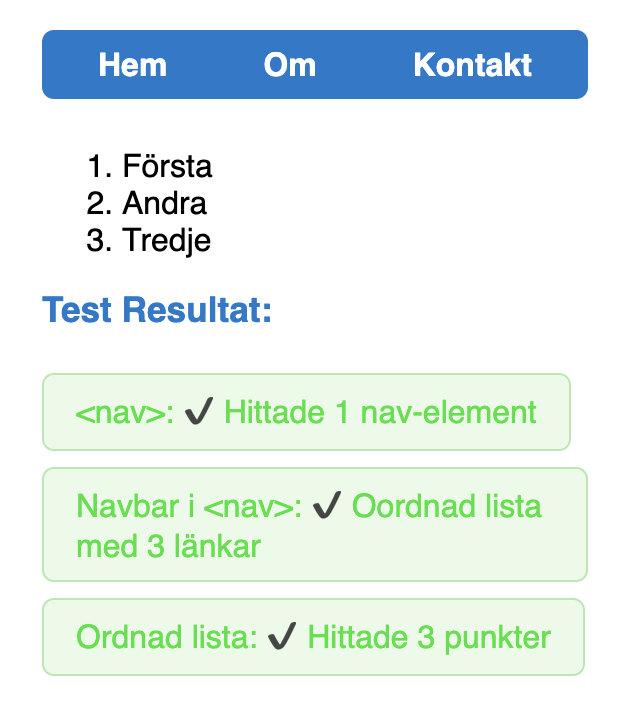 Hem Om Kontakt
1. Första
2. Andra
3. Tredje
Test Resultat:
<nav>: ✔ Hittade 1 nav-element
Navbar i <nav>: ✔ Oordnad lista
med 3 länkar
Ordnad lista: ✔ Hittade 3 punkter